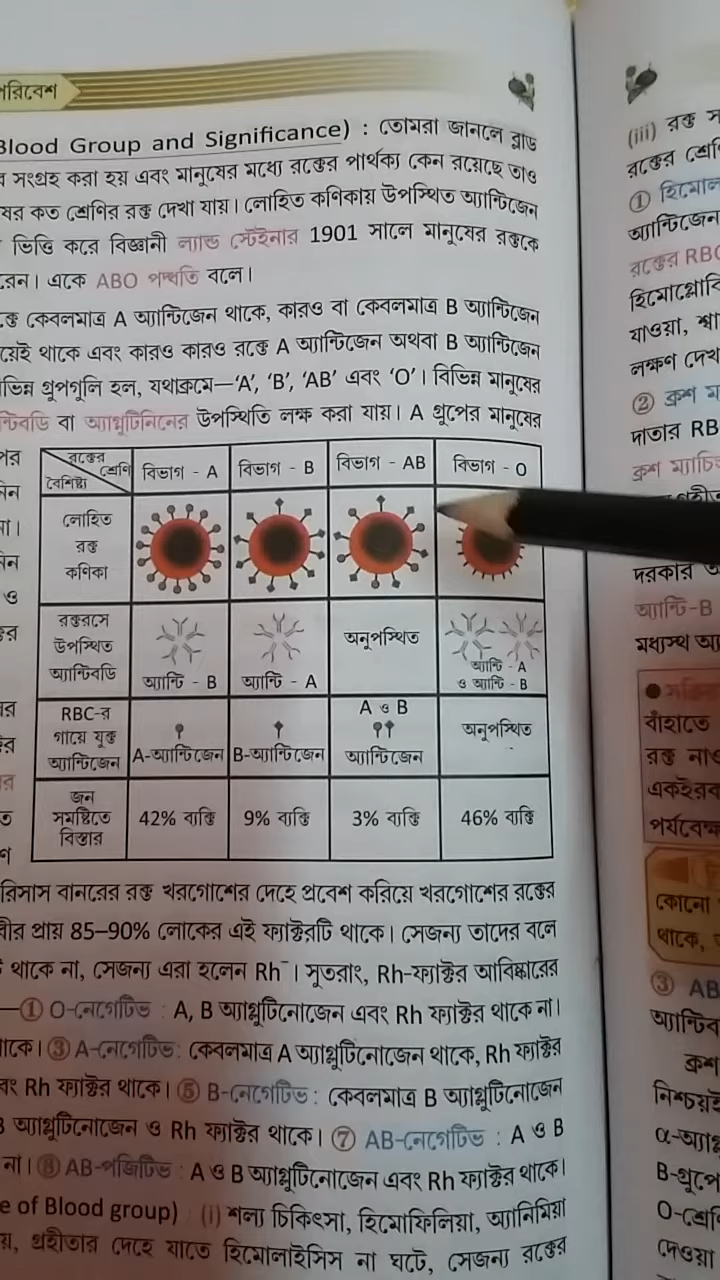 পরিবেশ
Blood Group and Significance) : তোমরা জানলে ব্লাড
সংগ্রহ করা হয় এবং মানুষের মধ্যে রক্তের পার্থক্য কেন রয়েছে তাও
কত শ্রেণির রক্ত দেখা যায়। লোহিত কণিকায় উপস্থিত অ্যান্টিজেন
ভিত্তি করে বিজ্ঞানী ল্যান্ড স্টেইনার 1901 সালে মানুষের রক্তকে
একে ABO পদ্ধতি বলে।
কেবলমাত্র A অ্যান্টিজেন থাকে, কারও বা কেবলমাত্র B অ্যান্টিজেন
থাকে এবং কারও কারও রক্তে A অ্যান্টিজেন অথবা B অ্যান্টিজেন
গ্রুপগুলি হল, যথাক্রমে—‘A’, ‘B’, ‘AB’ এবং ‘O’। বিভিন্ন মানুষের
বা অ্যাগ্লুটিনিনের উপস্থিতি লক্ষ করা যায়। A গ্রুপের মানুষের
রক্তের শ্রেণি
বৈশিষ্ট্য
বিভাগ - A
বিভাগ - B
বিভাগ - AB
বিভাগ - O
লোহিত
রক্ত
কণিকা
রক্তরসে
উপস্থিত
অ্যান্টিবডি
অ্যান্টি - B
অ্যান্টি - A
অনুপস্থিত
অ্যান্টি - A
ও অ্যান্টি - B
RBC-র
গায়ে যুক্ত
অ্যান্টিজেন
A-অ্যান্টিজেন
B-অ্যান্টিজেন
A ও B
অ্যান্টিজেন
অনুপস্থিত
জন
সমষ্টিতে
বিস্তার
42% ব্যক্তি
9% ব্যক্তি
3% ব্যক্তি
46% ব্যক্তি
বানরের রক্ত খরগোশের দেহে প্রবেশ করিয়ে খরগোশের রক্তের
প্রায় 85–90% লোকের এই ফ্যাক্টরটি থাকে। সেজন্য তাদের বলে
থাকে না, সেজন্য এরা হলেন Rh⁻। সুতরাং, Rh-ফ্যাক্টর আবিষ্কারের
—① O-নেগেটিভ : A, B অ্যাগ্লুটিনোজেন এবং Rh ফ্যাক্টর থাকে না।
③ A-নেগেটিভ: কেবলমাত্র A অ্যাগ্লুটিনোজেন থাকে, Rh ফ্যাক্টর
Rh ফ্যাক্টর থাকে। ⑤ B-নেগেটিভ : কেবলমাত্র B অ্যাগ্লুটিনোজেন
অ্যাগ্লুটিনোজেন ও Rh ফ্যাক্টর থাকে। ⑦ AB-নেগেটিভ : A ও B
না। ⑧ AB-পজিটিভ : A ও B অ্যাগ্লুটিনোজেন এবং Rh ফ্যাক্টর থাকে।
of Blood group) : (i) শল্য চিকিৎসা, হিমোফিলিয়া, অ্যানিমিয়া
গ্রহীতার দেহে যাতে হিমোলাইসিস না ঘটে, সেজন্য রক্তের
(iii) রক্ত
রক্তের
①
অ্যান্টিজেন
রক্তের RBC
যাওয়া,
লক্ষণ
② ক্রশ
দাতার RB
দরকার
অ্যান্টি-B
মধ্যস্থ
বাঁহাতে
রক্ত
কোনো
থাকে,
③ AB
ক্রশ